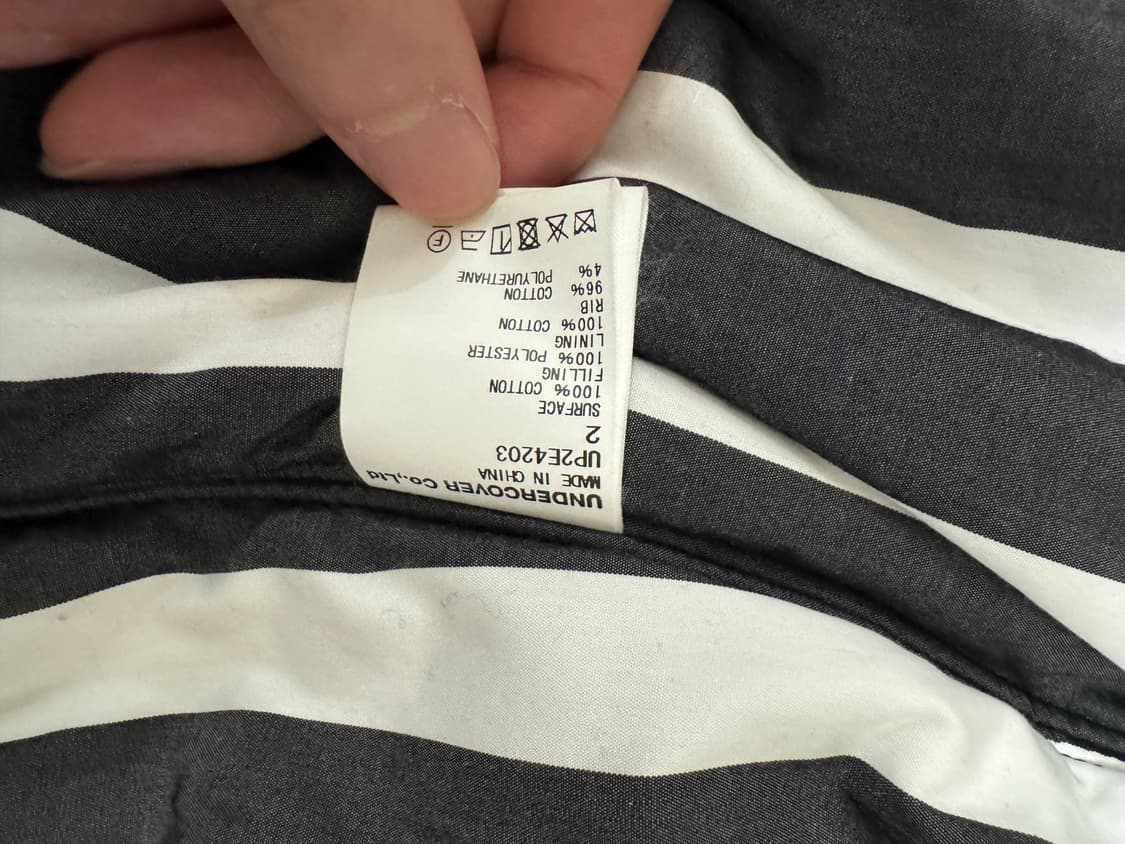 UNDERCOVER Co.,Ltd
MADE IN CHINA
UP2E4203
2
SURFACE
100% COTTON
FILLING
100% POLYESTER
LINING
100% COTTON
RIB
96% COTTON
4% POLYURETHANE
F